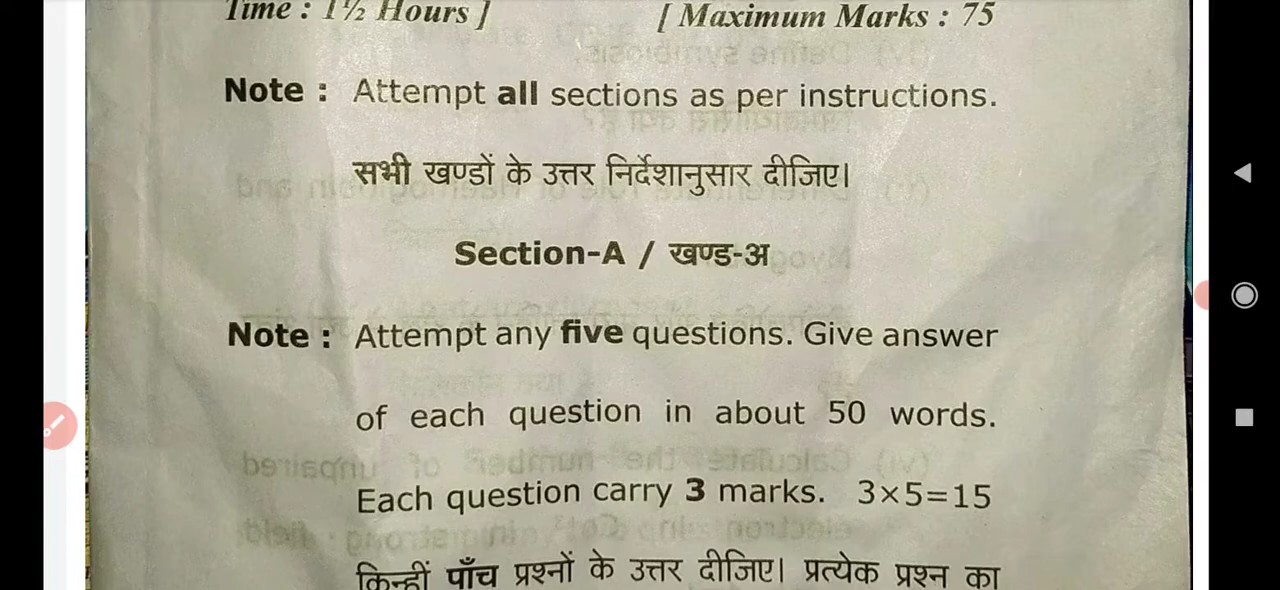 Time : 1½ Hours ]  [ Maximum Marks : 75
Note : Attempt all sections as per instructions.
सभी खण्डों के उत्तर निर्देशानुसार दीजिए।
Section-A / खण्ड-अ
Note : Attempt any five questions. Give answer
of each question in about 50 words.
Each question carry 3 marks. 3×5=15
किन्हीं पाँच प्रश्नों के उत्तर दीजिए। प्रत्येक प्रश्न का